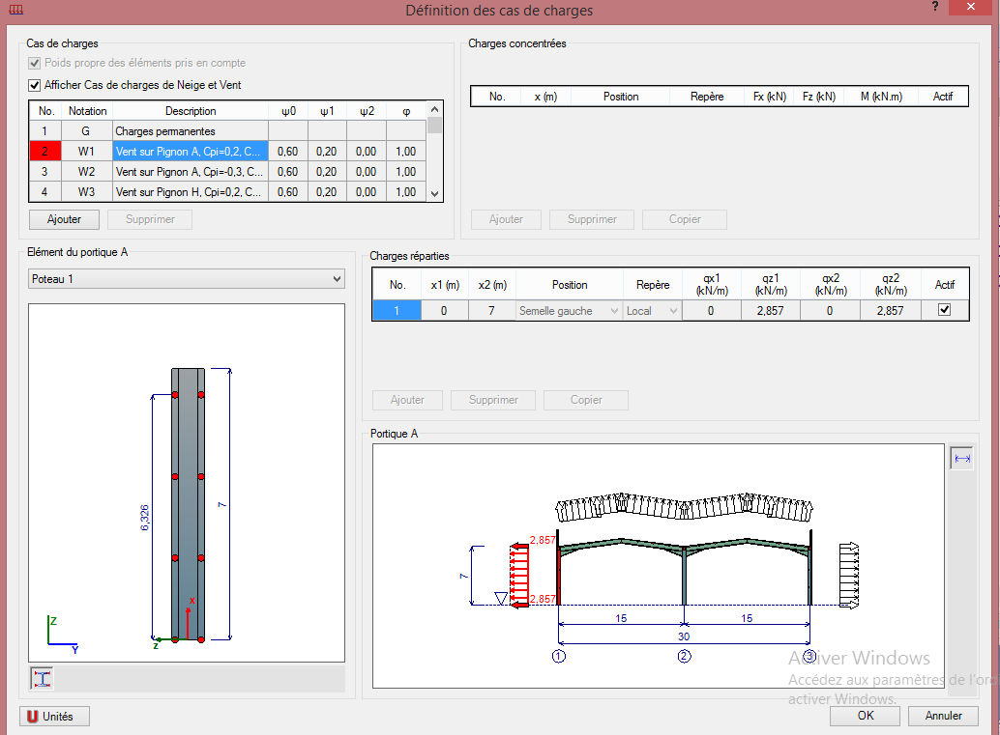 Définition des cas de charges
?
Cas de charges
Poids propre des éléments pris en compte
Afficher Cas de charges de Neige et Vent
No. Notation Description ψ0 ψ1 ψ2 φ
1 G Charges permanentes
2 W1 Vent sur Pignon A, Cpi=0,2, C... 0,60 0,20 0,00 1,00
3 W2 Vent sur Pignon A, Cpi=-0,3, C... 0,60 0,20 0,00 1,00
4 W3 Vent sur Pignon H, Cpi=0,2, C... 0,60 0,20 0,00 1,00
Ajouter Supprimer
Charges concentrées
No. x (m) Position Repère Fx (kN) Fz (kN) M (kN.m) Actif
Ajouter Supprimer Copier
Elément du portique A
Poteau 1
6,326
7
x
z
Z
Y
Charges réparties
No. x1 (m) x2 (m) Position Repère qx1 (kN/m) qz1 (kN/m) qx2 (kN/m) qz2 (kN/m) Actif
1 0 7 Semelle gauche Local 0 2,857 0 2,857
Ajouter Supprimer Copier
Portique A
2,857
7
2,857
15 15
30
1 2 3
Activer Windows
Accédez aux paramètres de l'ord
activer Windows.
Unités
OK Annuler